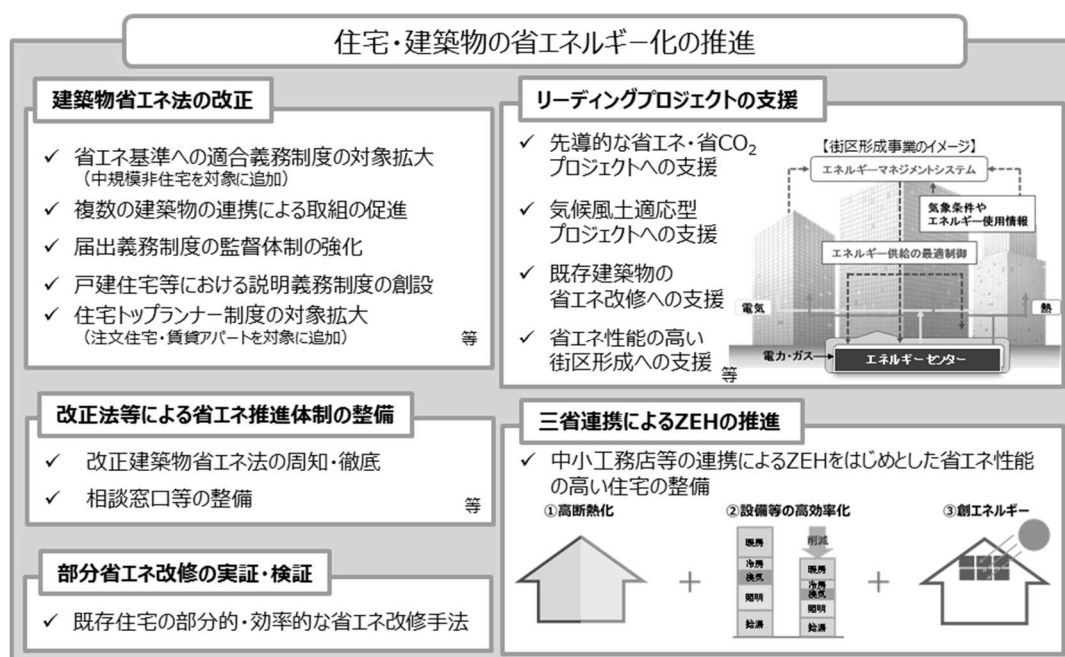 住宅・建築物の省エネルギー化の推進
建築物省エネ法の改正
✓ 省エネ基準への適合義務制度の対象拡大
（中規模非住宅を対象に追加）
✓ 複数の建築物の連携による取組の促進
✓ 届出義務制度の監督体制の強化
✓ 戸建住宅等における説明義務制度の創設
✓ 住宅トップランナー制度の対象拡大
（注文住宅・賃貸アパートを対象に追加）
等
改正法等による省エネ推進体制の整備
✓ 改正建築物省エネ法の周知・徹底
✓ 相談窓口等の整備
等
部分省エネ改修の実証・検証
✓ 既存住宅の部分的・効率的な省エネ改修手法
リーディングプロジェクトの支援
✓ 先導的な省エネ・省CO2
プロジェクトへの支援
✓ 気候風土適応型
プロジェクトへの支援
✓ 既存建築物の
省エネ改修への支援
✓ 省エネ性能の高い
街区形成への支援
等
【街区形成事業のイメージ】
エネルギーマネジメントシステム
気象条件や
エネルギー使用情報
エネルギー供給の最適制御
電気
熱
電力・ガス
エネルギーセンター
三省連携によるZEHの推進
✓ 中小工務店等の連携によるZEHをはじめとした省エネ性能
の高い住宅の整備
①高断熱化
②設備等の高効率化
③創エネルギー
暖房
冷房
換気
照明
給湯
削減
暖房
冷房
換気
照明
給湯